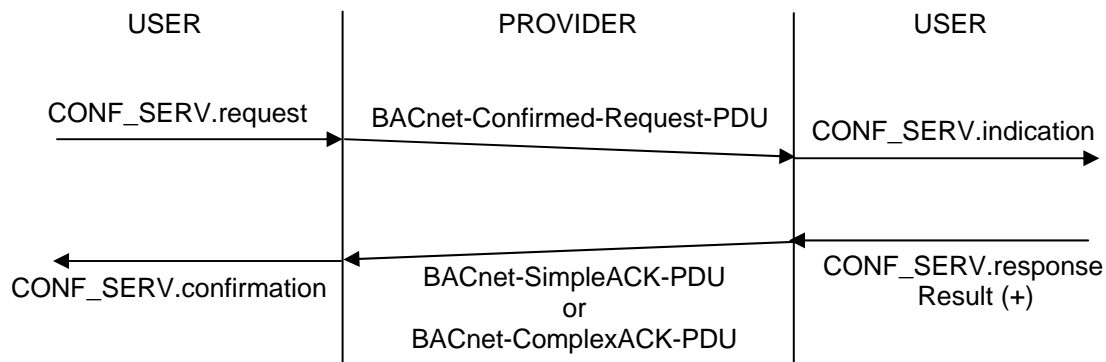 USER
PROVIDER
USER
CONF_SERV.request
BACnet-Confirmed-Request-PDU
CONF_SERV.indication
CONF_SERV.confirmation
BACnet-SimpleACK-PDU
or
BACnet-ComplexACK-PDU
CONF_SERV.response
Result (+)